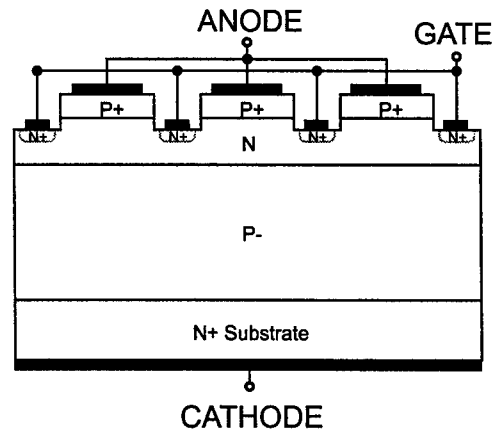 ANODE
GATE
P+ P+ P+
N+ N+ N+ N+
N
P-
N+ Substrate
CATHODE